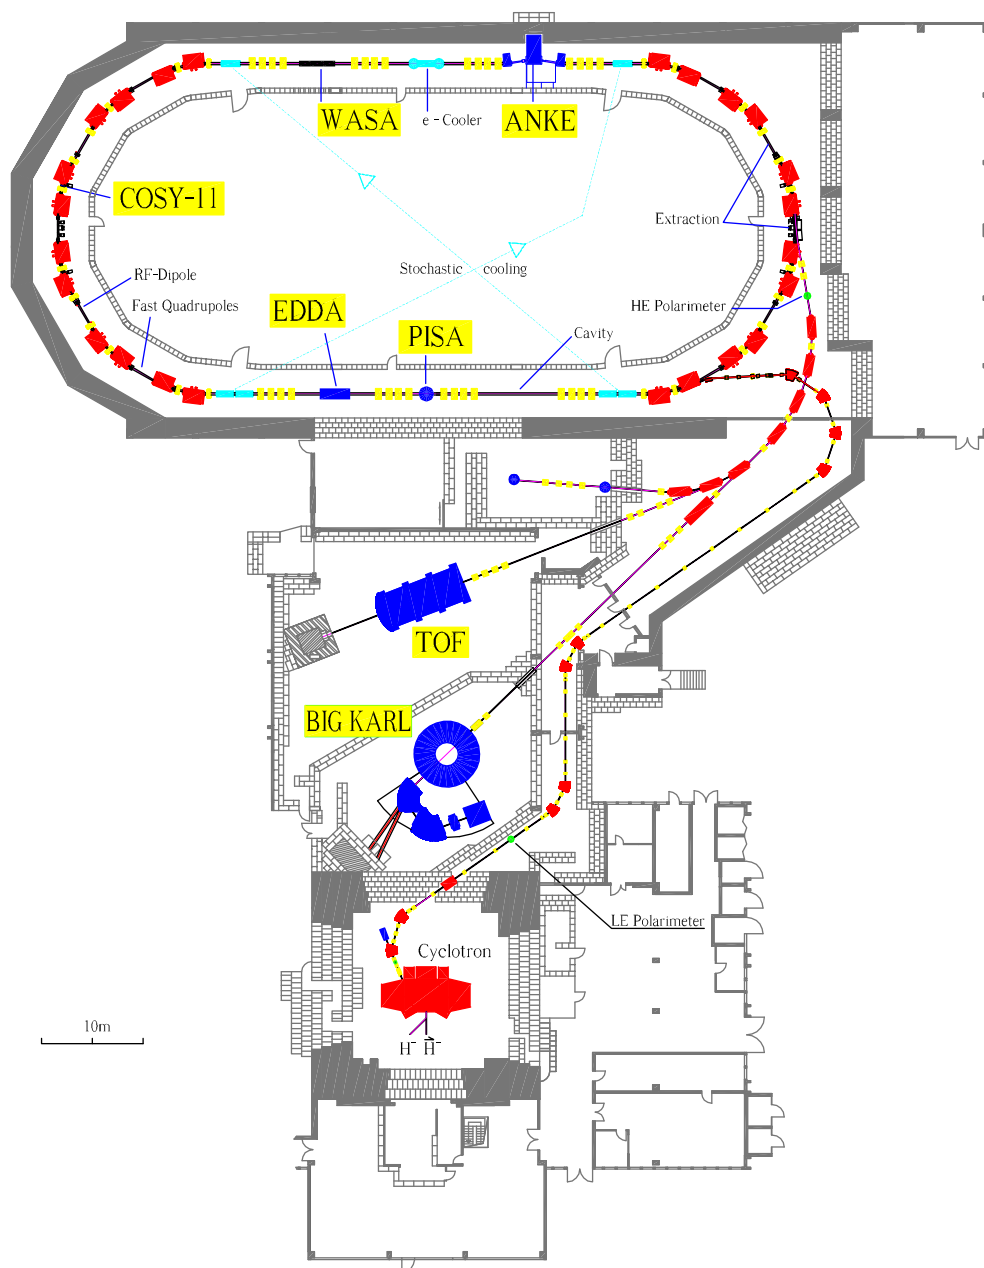 WASA
e - Cooler
ANKE
COSY-11
Extraction
Stochastic cooling
RF-Dipole
Fast Quadrupoles
HE Polarimeter
EDDA
PISA
Cavity
TOF
BIG KARL
LE Polarimeter
Cyclotron
10m
H⁻ H⃗⁻